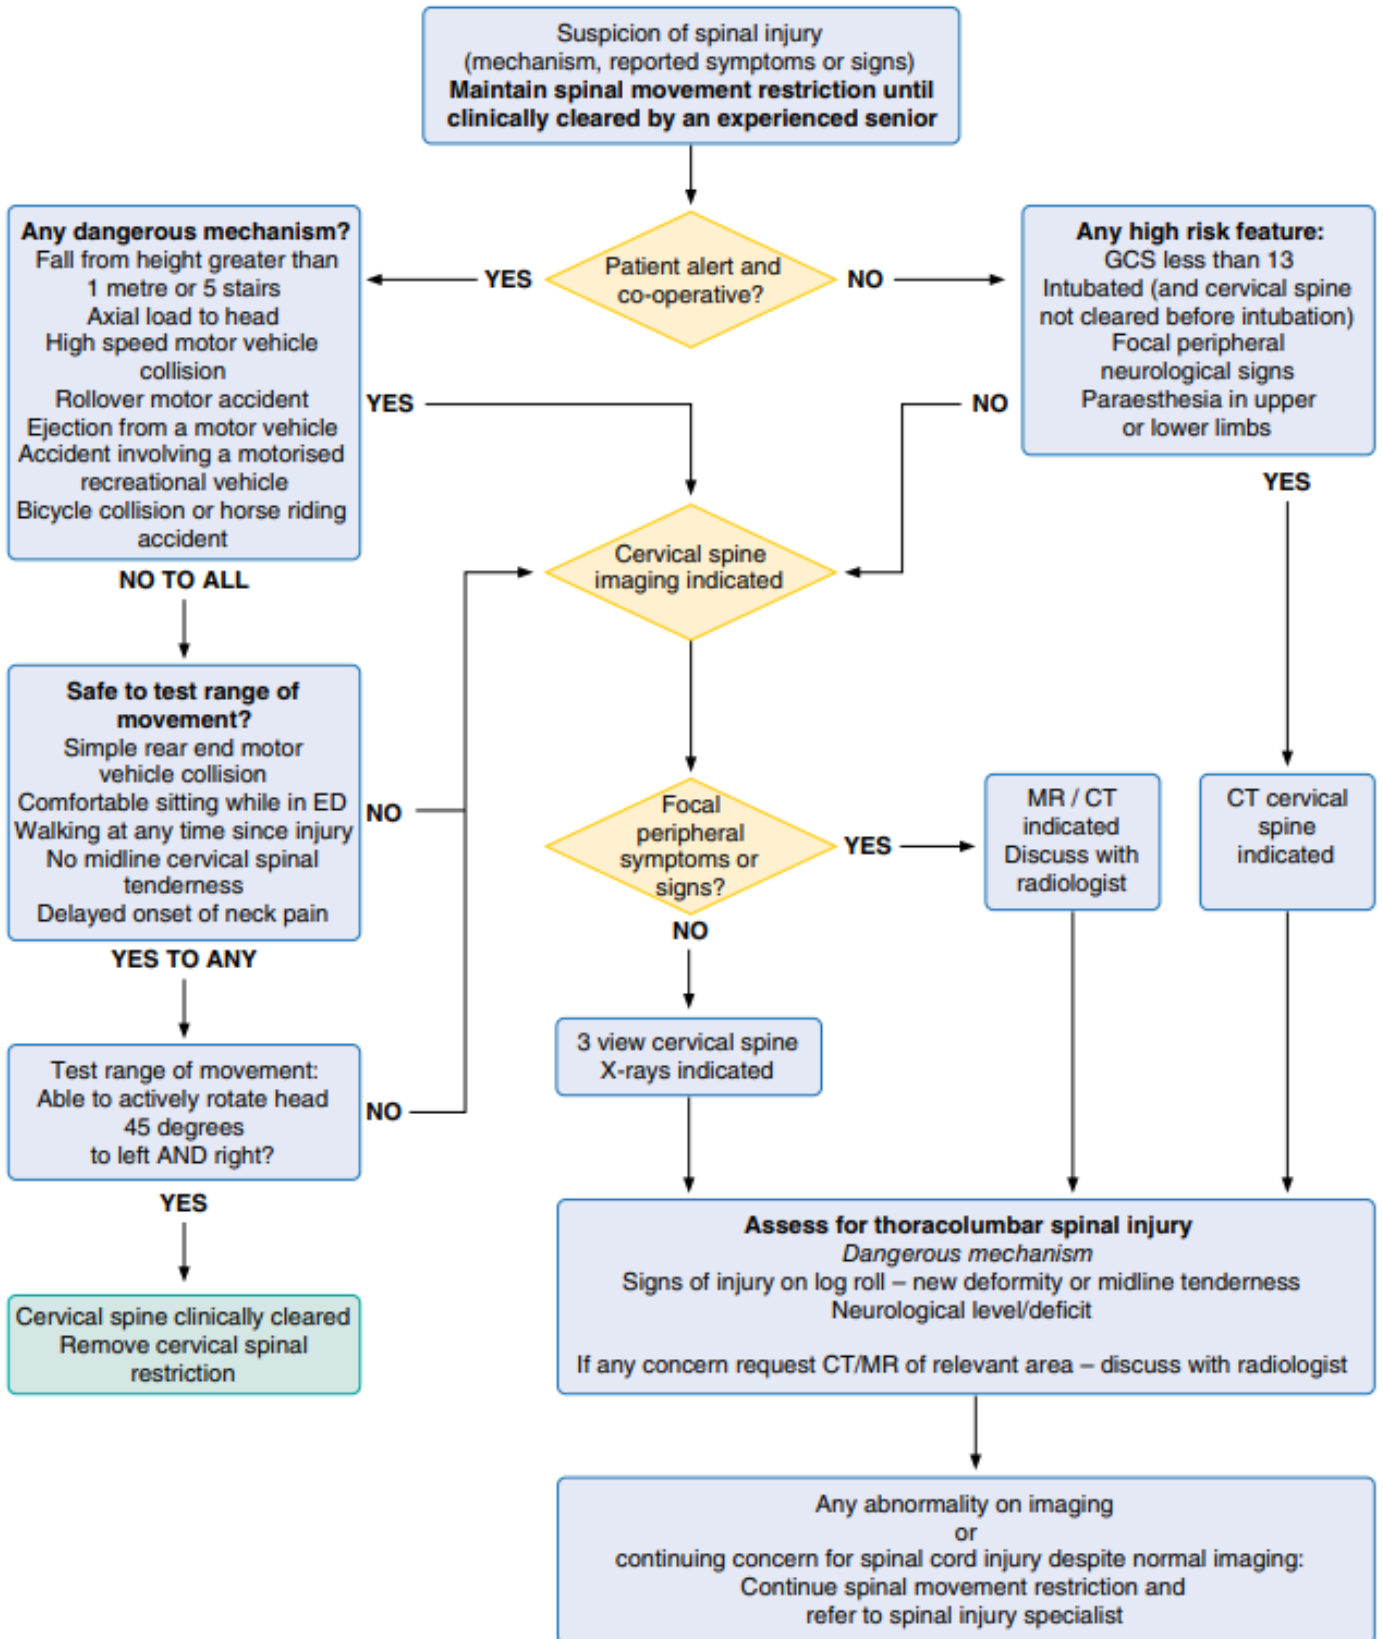 Suspicion of spinal injury
(mechanism, reported symptoms or signs)
Maintain spinal movement restriction until
clinically cleared by an experienced senior
Patient alert and
co-operative?
YES
NO
Any dangerous mechanism?
Fall from height greater than
1 metre or 5 stairs
Axial load to head
High speed motor vehicle
collision
Rollover motor accident
Ejection from a motor vehicle
Accident involving a motorised
recreational vehicle
Bicycle collision or horse riding
accident
YES
NO TO ALL
Any high risk feature:
GCS less than 13
Intubated (and cervical spine
not cleared before intubation)
Focal peripheral
neurological signs
Paraesthesia in upper
or lower limbs
NO
YES
Cervical spine
imaging indicated
Safe to test range of
movement?
Simple rear end motor
vehicle collision
Comfortable sitting while in ED
Walking at any time since injury
No midline cervical spinal
tenderness
Delayed onset of neck pain
NO
YES TO ANY
Focal
peripheral
symptoms or
signs?
YES
NO
MR / CT
indicated
Discuss with
radiologist
CT cervical
spine
indicated
3 view cervical spine
X-rays indicated
Test range of movement:
Able to actively rotate head
45 degrees
to left AND right?
NO
YES
Cervical spine clinically cleared
Remove cervical spinal
restriction
Assess for thoracolumbar spinal injury
Dangerous mechanism
Signs of injury on log roll – new deformity or midline tenderness
Neurological level/deficit
If any concern request CT/MR of relevant area – discuss with radiologist
Any abnormality on imaging
or
continuing concern for spinal cord injury despite normal imaging:
Continue spinal movement restriction and
refer to spinal injury specialist